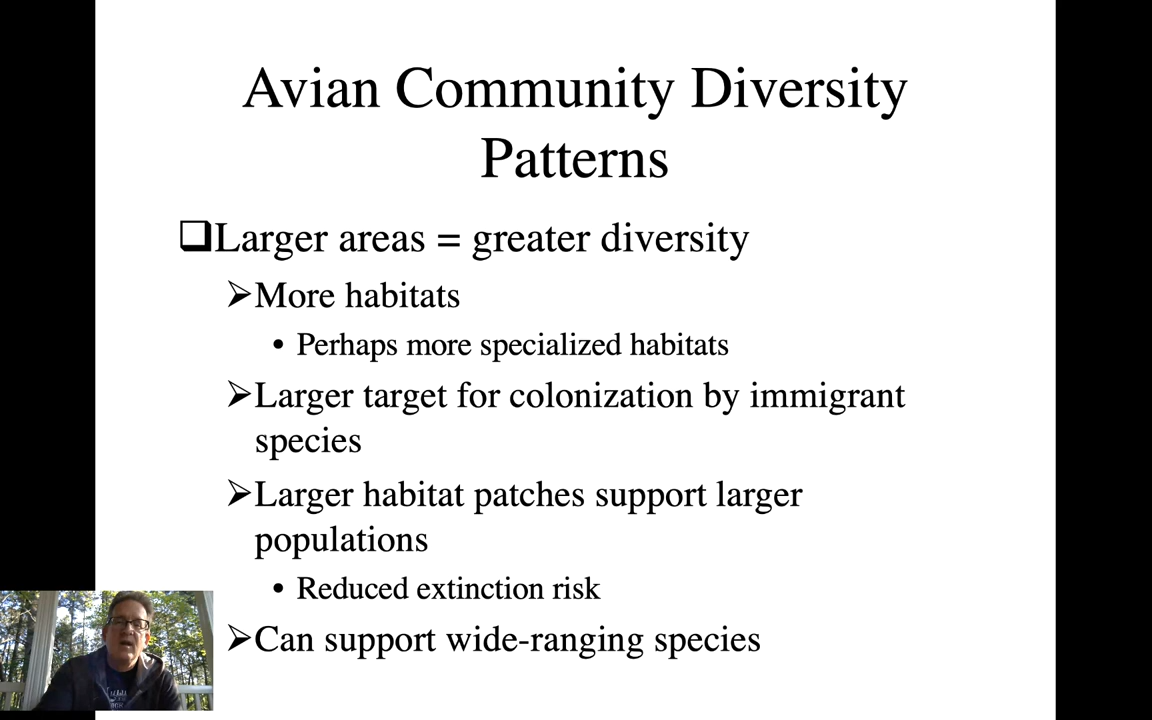 Avian Community Diversity
Patterns
❑Larger areas = greater diversity
➢More habitats
• Perhaps more specialized habitats
➢Larger target for colonization by immigrant
species
➢Larger habitat patches support larger
populations
• Reduced extinction risk
➢Can support wide-ranging species